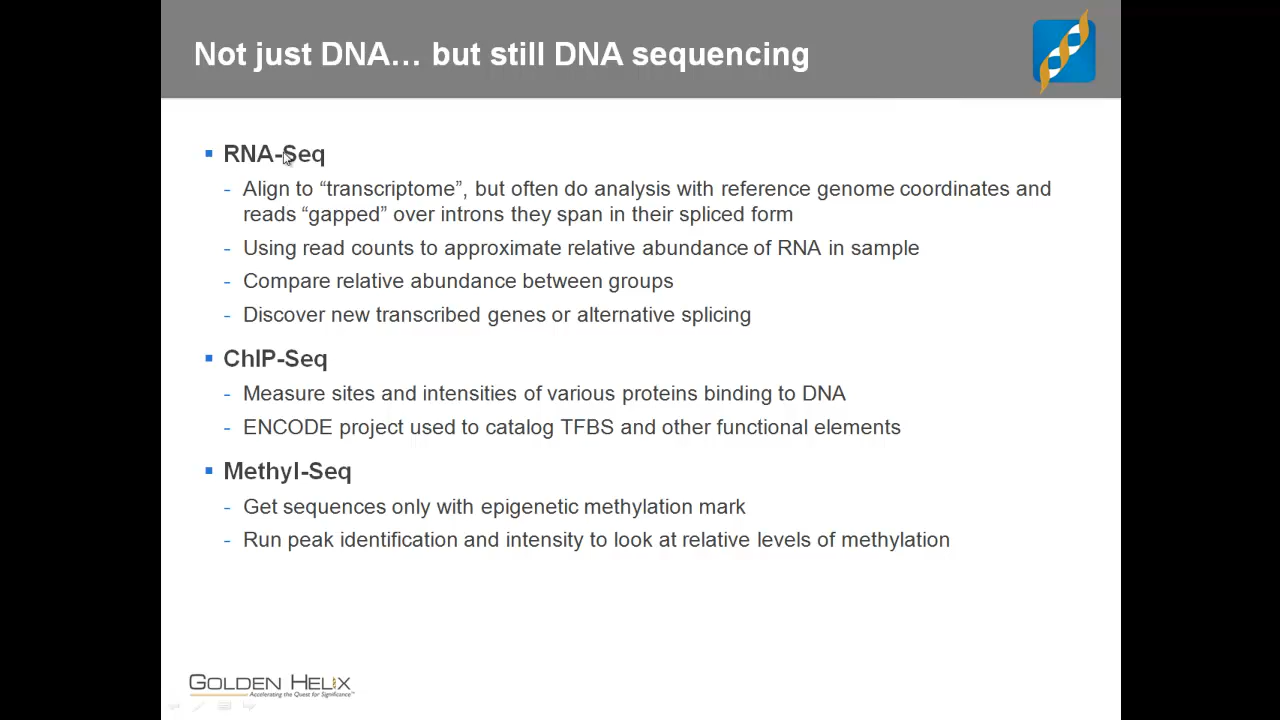 Not just DNA… but still DNA sequencing
▪ RNA-Seq
- Align to “transcriptome”, but often do analysis with reference genome coordinates and
reads “gapped” over introns they span in their spliced form
- Using read counts to approximate relative abundance of RNA in sample
- Compare relative abundance between groups
- Discover new transcribed genes or alternative splicing
▪ ChIP-Seq
- Measure sites and intensities of various proteins binding to DNA
- ENCODE project used to catalog TFBS and other functional elements
▪ Methyl-Seq
- Get sequences only with epigenetic methylation mark
- Run peak identification and intensity to look at relative levels of methylation
GOLDEN HELIX
Accelerating the Quest for Significance™